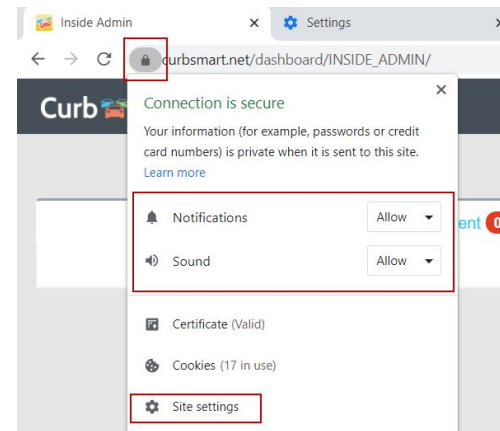 Inside Admin
Settings
curbsmart.net/dashboard/INSIDE_ADMIN/
Curb
Connection is secure
Your information (for example, passwords or credit
card numbers) is private when it is sent to this site.
Learn more
Notifications Allow
ent 0
Sound Allow
Certificate (Valid)
Cookies (17 in use)
Site settings